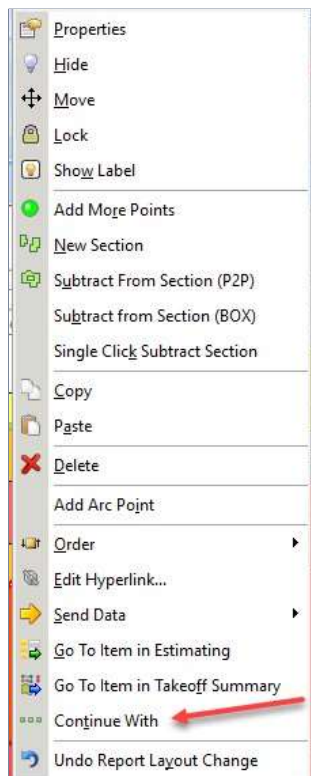 Properties
Hide
Move
Lock
Show Label
Add More Points
New Section
Subtract From Section (P2P)
Subtract from Section (BOX)
Single Click Subtract Section
Copy
Paste
Delete
Add Arc Point
Order
Edit Hyperlink...
Send Data
Go To Item in Estimating
Go To Item in Takeoff Summary
Continue With
Undo Report Layout Change